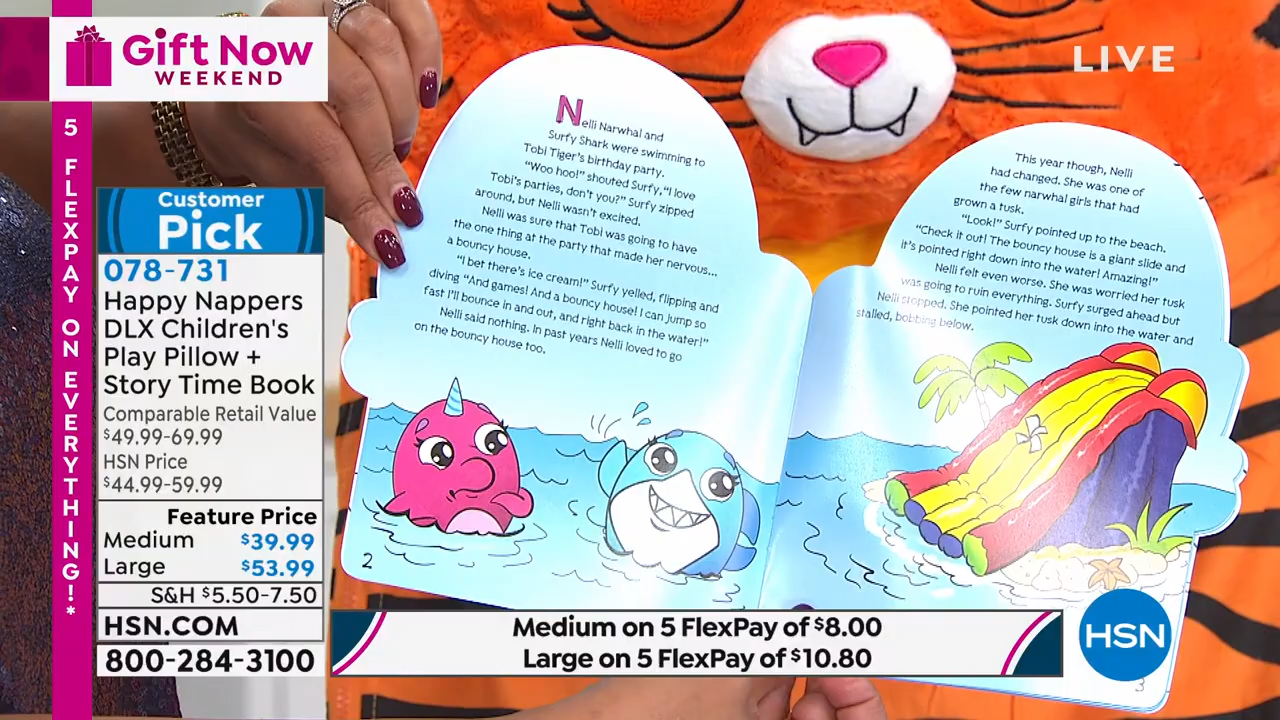 Gift Now
WEEKEND
5 FLEXPAY ON EVERYTHING!*
Customer
Pick
078-731
Happy Nappers
DLX Children's
Play Pillow +
Story Time Book
Comparable Retail Value
$49.99-69.99
HSN Price
$44.99-59.99
Feature Price
Medium $39.99
Large $53.99
S&H $5.50-7.50
HSN.COM
800-284-3100
Nelli Narwhal and
Surfy Shark were swimming to
Tobi Tiger's birthday party.
"Woo hoo!" shouted Surfy, "I love
Tobi's parties, don't you?" Surfy zipped
around, but Nelli wasn't excited.
Nelli was sure that Tobi was going to have
the one thing at the party that made her nervous...
a bouncy house.
"I bet there's ice cream!" Surfy yelled, flipping and
diving "And games! And a bouncy house! I can jump so
fast I'll bounce in and out, and right back in the water!"
Nelli said nothing. In past years Nelli loved to go
on the bouncy house too.
2
This year though, Nelli
had changed. She was one of
the few narwhal girls that had
grown a tusk.
"Look!" Surfy pointed up to the beach.
"Check it out! The bouncy house is a giant slide and
it's pointed right down into the water! Amazing!"
Nelli felt even worse. She was worried her tusk
was going to ruin everything. Surfy surged ahead but
Nelli stopped. She pointed her tusk down into the water and
stalled, bobbing below.
3
LIVE
Medium on 5 FlexPay of $8.00
Large on 5 FlexPay of $10.80
HSN